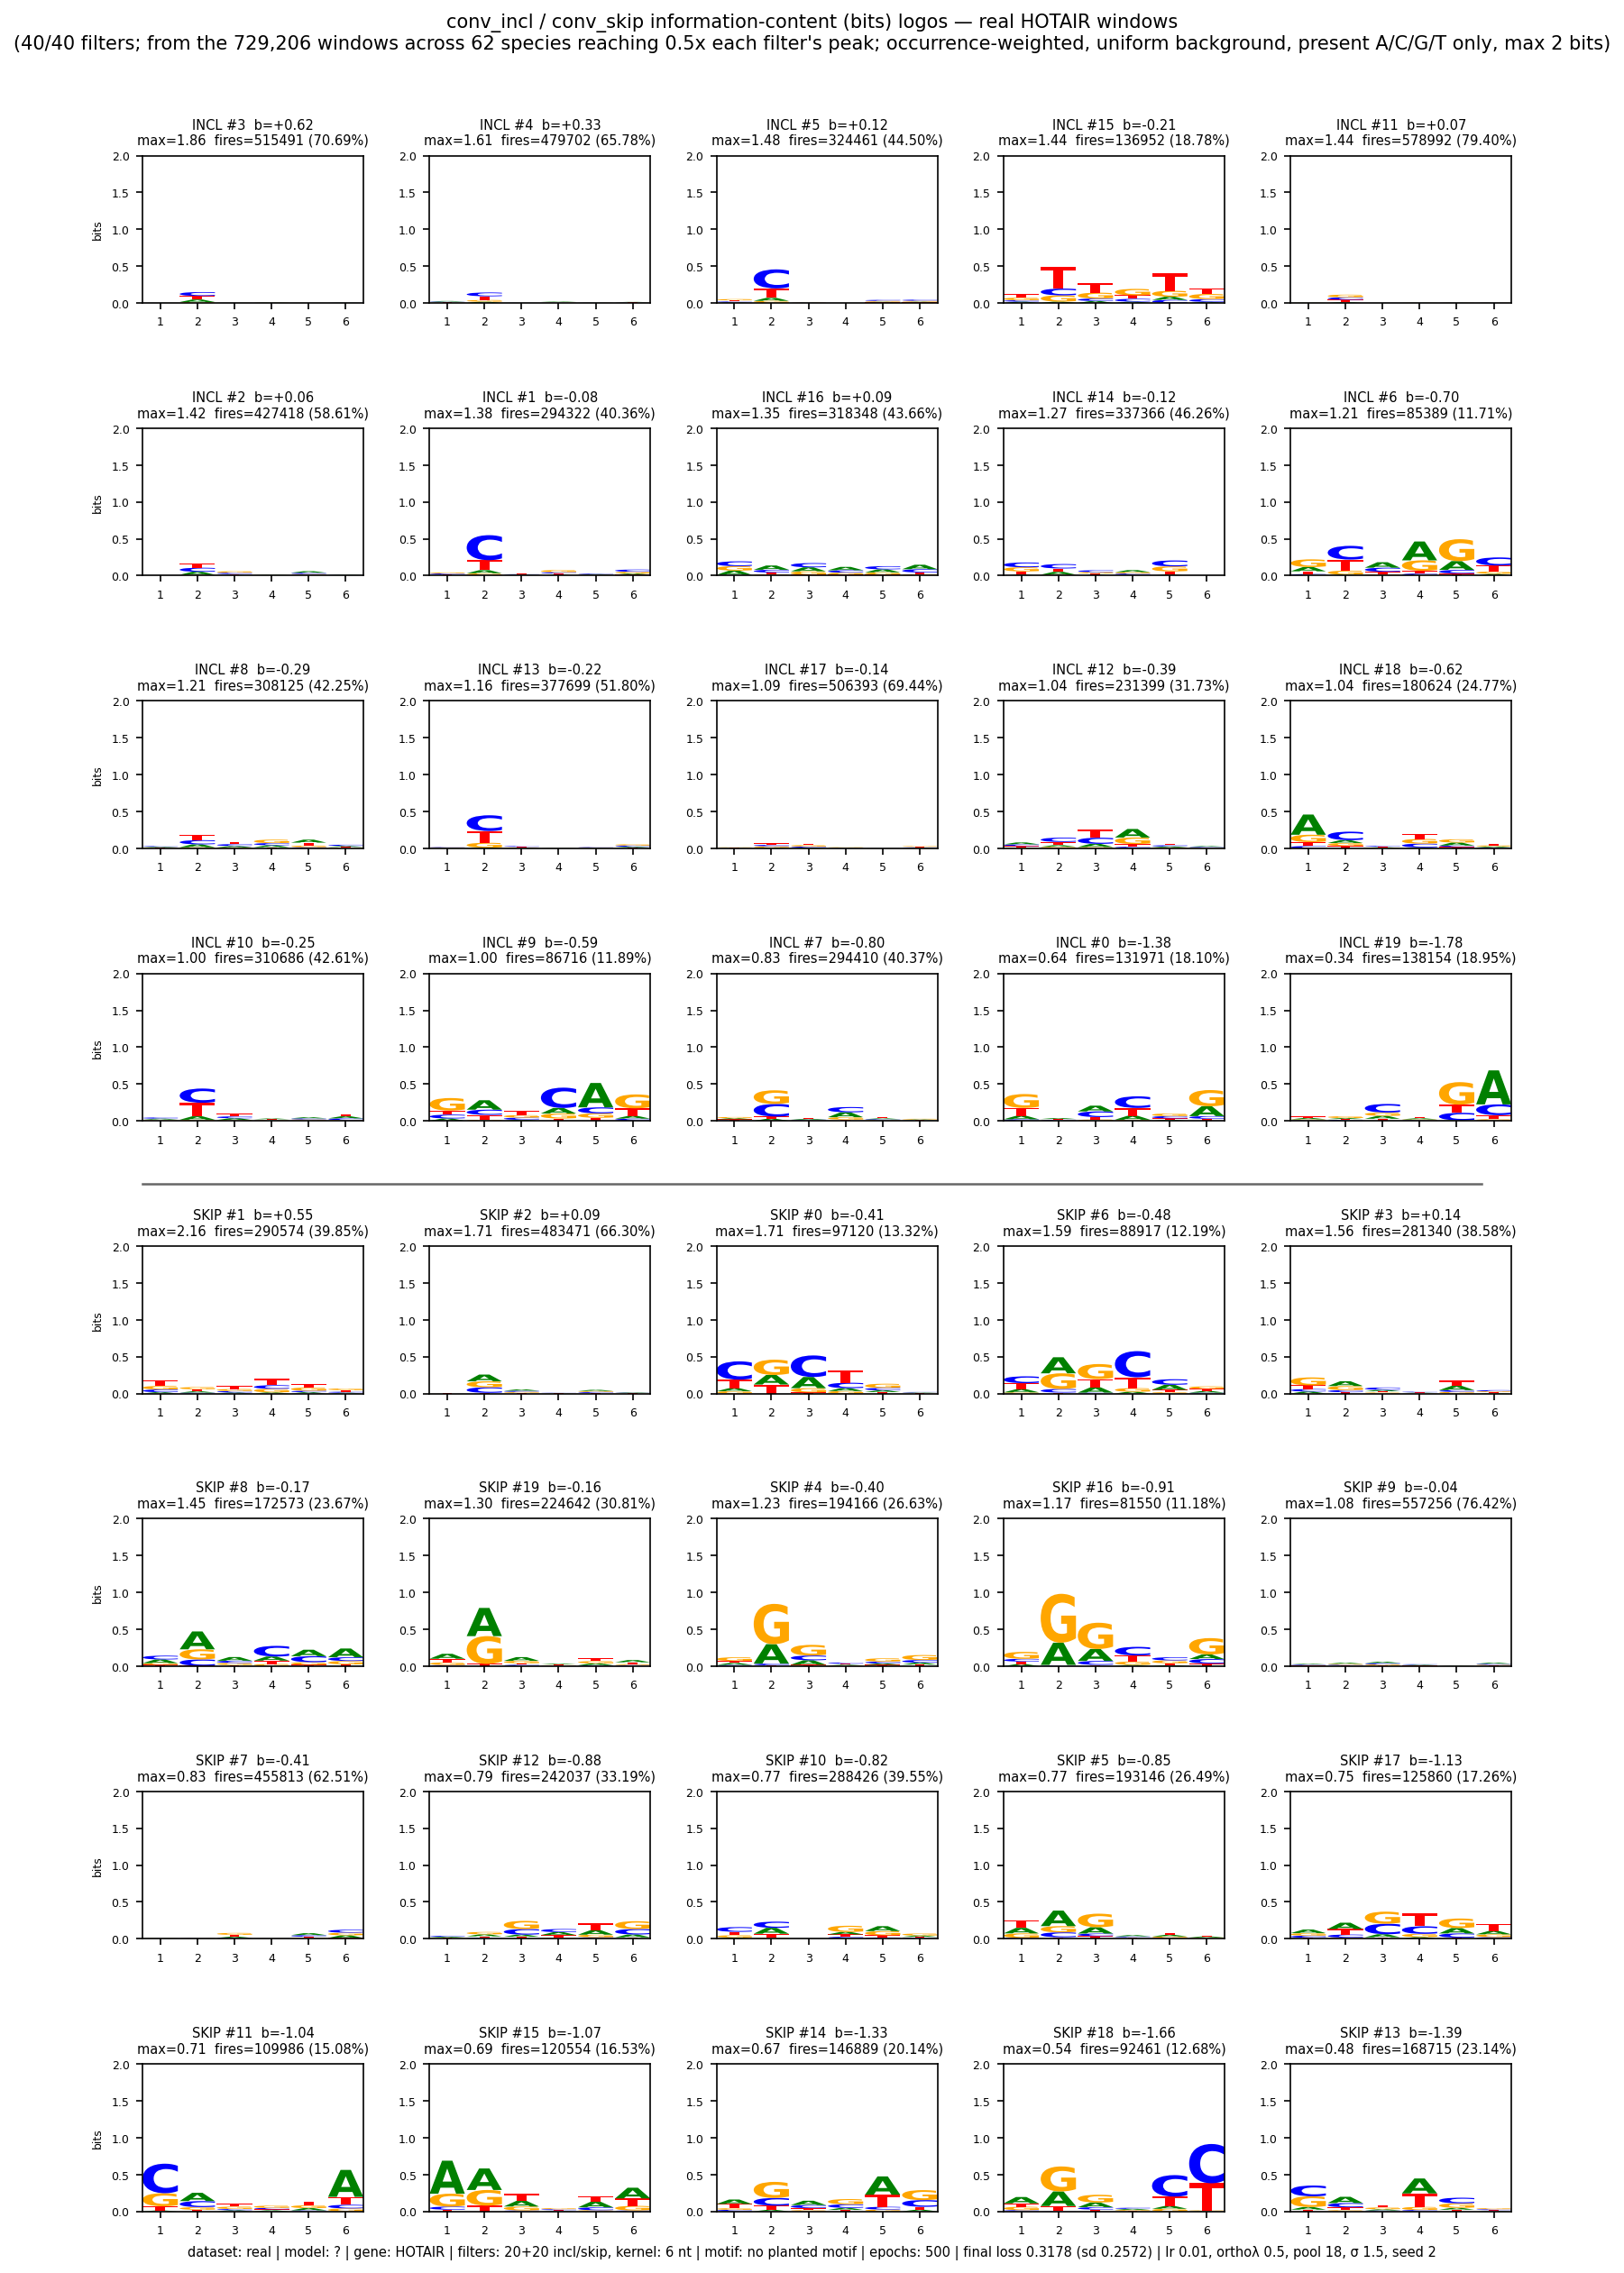 conv_incl / conv_skip information-content (bits) logos — real HOTAIR windows
(40/40 filters; from the 729,206 windows across 62 species reaching 0.5x each filter's peak; occurrence-weighted, uniform background, present A/C/G/T only, max 2 bits)
INCL #3 b=+0.62
max=1.86 fires=515491 (70.69%)
INCL #4 b=+0.33
max=1.61 fires=479702 (65.78%)
INCL #5 b=+0.12
max=1.48 fires=324461 (44.50%)
INCL #15 b=-0.21
max=1.44 fires=136952 (18.78%)
INCL #11 b=+0.07
max=1.44 fires=578992 (79.40%)
INCL #2 b=+0.06
max=1.42 fires=427418 (58.61%)
INCL #1 b=-0.08
max=1.38 fires=294322 (40.36%)
INCL #16 b=+0.09
max=1.35 fires=318348 (43.66%)
INCL #14 b=-0.12
max=1.27 fires=337366 (46.26%)
INCL #6 b=-0.70
max=1.21 fires=85389 (11.71%)
INCL #8 b=-0.29
max=1.21 fires=308125 (42.25%)
INCL #13 b=-0.22
max=1.16 fires=377699 (51.80%)
INCL #17 b=-0.14
max=1.09 fires=506393 (69.44%)
INCL #12 b=-0.39
max=1.04 fires=231399 (31.73%)
INCL #18 b=-0.62
max=1.04 fires=180624 (24.77%)
INCL #10 b=-0.25
max=1.00 fires=310686 (42.61%)
INCL #9 b=-0.59
max=1.00 fires=86716 (11.89%)
INCL #7 b=-0.80
max=0.83 fires=294410 (40.37%)
INCL #0 b=-1.38
max=0.64 fires=131971 (18.10%)
INCL #19 b=-1.78
max=0.34 fires=138154 (18.95%)
SKIP #1 b=+0.55
max=2.16 fires=290574 (39.85%)
SKIP #2 b=+0.09
max=1.71 fires=483471 (66.30%)
SKIP #0 b=-0.41
max=1.71 fires=97120 (13.32%)
SKIP #6 b=-0.48
max=1.59 fires=88917 (12.19%)
SKIP #3 b=+0.14
max=1.56 fires=281340 (38.58%)
SKIP #8 b=-0.17
max=1.45 fires=172573 (23.67%)
SKIP #19 b=-0.16
max=1.30 fires=224642 (30.81%)
SKIP #4 b=-0.40
max=1.23 fires=194166 (26.63%)
SKIP #16 b=-0.91
max=1.17 fires=81550 (11.18%)
SKIP #9 b=-0.04
max=1.08 fires=557256 (76.42%)
SKIP #7 b=-0.41
max=0.83 fires=455813 (62.51%)
SKIP #12 b=-0.88
max=0.79 fires=242037 (33.19%)
SKIP #10 b=-0.82
max=0.77 fires=288426 (39.55%)
SKIP #5 b=-0.85
max=0.77 fires=193146 (26.49%)
SKIP #17 b=-1.13
max=0.75 fires=125860 (17.26%)
SKIP #11 b=-1.04
max=0.71 fires=109986 (15.08%)
SKIP #15 b=-1.07
max=0.69 fires=120554 (16.53%)
SKIP #14 b=-1.33
max=0.67 fires=146889 (20.14%)
SKIP #18 b=-1.66
max=0.54 fires=92461 (12.68%)
SKIP #13 b=-1.39
max=0.48 fires=168715 (23.14%)
dataset: real | model: ? | gene: HOTAIR | filters: 20+20 incl/skip, kernel: 6 nt | motif: no planted motif | epochs: 500 | final loss 0.3178 (sd 0.2572) | lr 0.01, orthoλ 0.5, pool 18, σ 1.5, seed 2